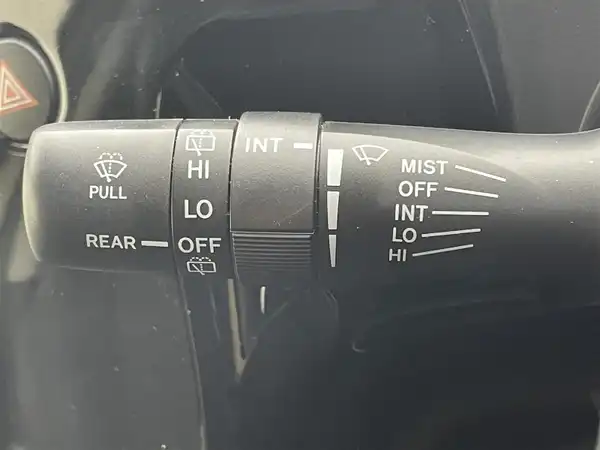 PULL
REAR
HI
LO
OFF
INT
MIST
OFF
INT
LO
HI